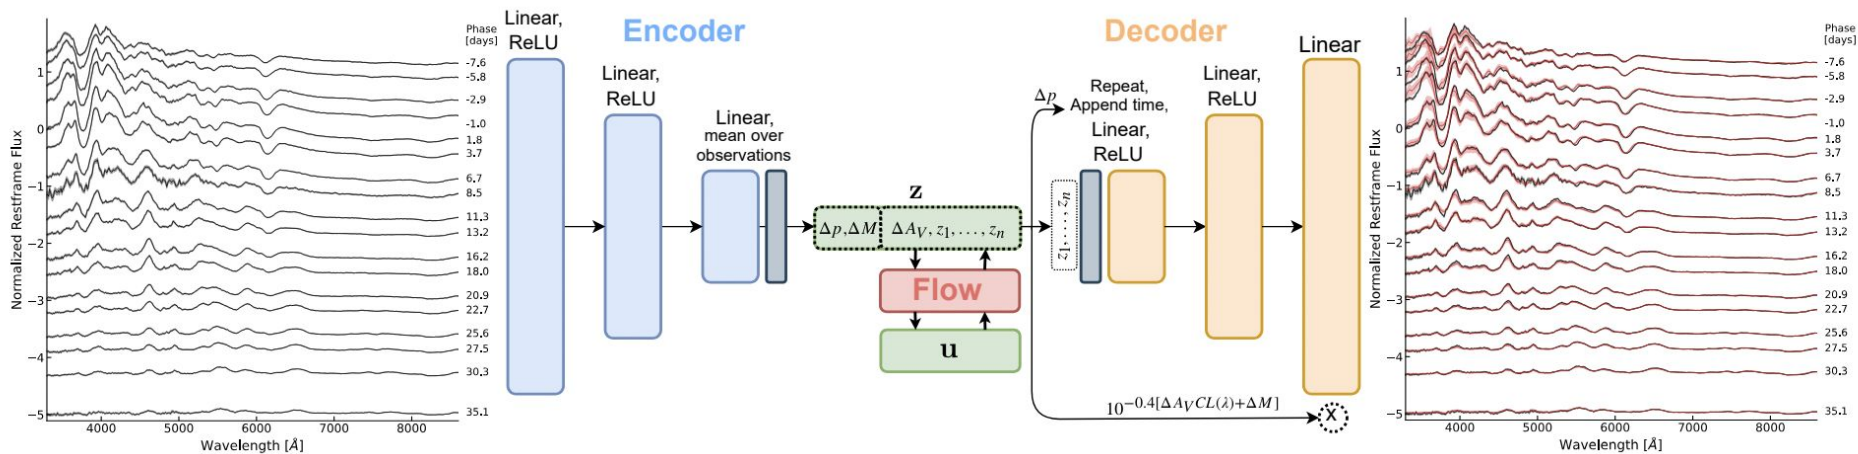 Normalized Restframe Flux
1
0
−1
−2
−3
−4
−5
4000 5000 6000 7000 8000
Wavelength [Å]
Phase
[days]
-7.6
-5.8
-2.9
-1.0
1.8
3.7
6.7
8.5
11.3
13.2
16.2
18.0
20.9
22.7
25.6
27.5
30.3
35.1
Linear,
ReLU
Encoder
Linear,
ReLU
Linear,
mean over
observations
z
Δp,ΔM
ΔA_V, z_1, . . . , z_n
Flow
u
Decoder
Δp
Repeat,
Append time,
Linear,
ReLU
z_1, . . . , z_n
Linear,
ReLU
Linear
10^{−0.4[ΔA_V CL(λ)+ΔM]}
X
Normalized Restframe Flux
1
0
−1
−2
−3
−4
−5
4000 5000 6000 7000 8000
Wavelength [Å]
Phase
[days]
-7.6
-5.8
-2.9
-1.0
1.8
3.7
6.7
8.5
11.3
13.2
16.2
18.0
20.9
22.7
25.6
27.5
30.3
35.1